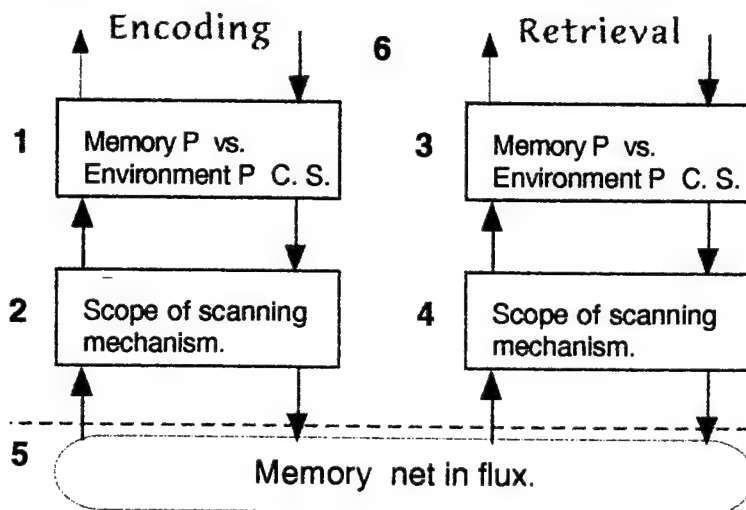 Encoding
6
Retrieval
1
Memory P vs.
Environment P C. S.
3
Memory P vs.
Environment P C. S.
2
Scope of scanning
mechanism.
4
Scope of scanning
mechanism.
5
Memory net in flux.